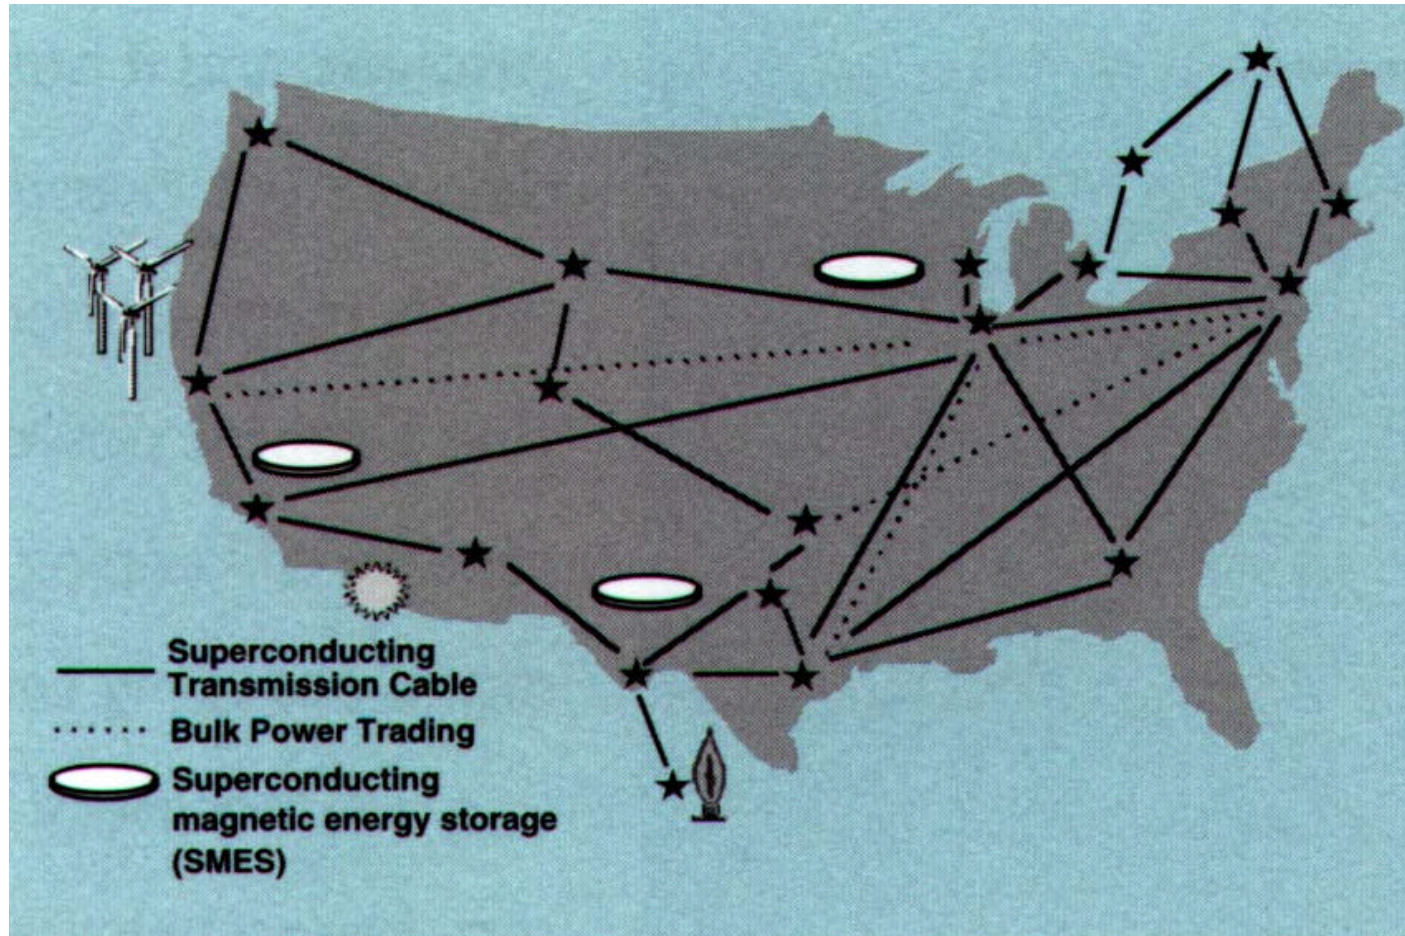 Superconducting
Transmission Cable
Bulk Power Trading
Superconducting
magnetic energy storage
(SMES)